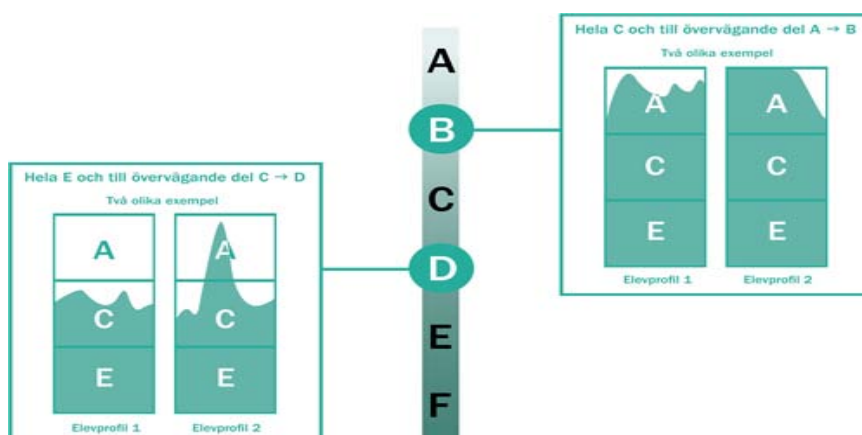 Hela C och till övervägande del A → B
Två olika exempel
A A
C C
E E
Elevprofil 1 Elevprofil 2
A
B
C
D
E
F
Hela E och till övervägande del C → D
Två olika exempel
A A
C C
E E
Elevprofil 1 Elevprofil 2